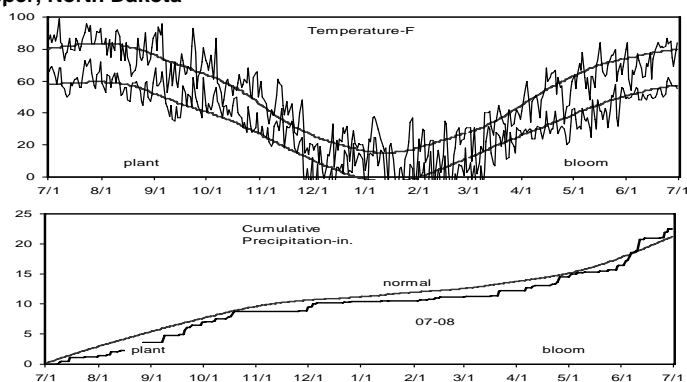 North Dakota
Temperature-F
100
80
60
40
20
0
plant
bloom
7/1 8/1 9/1 10/1 11/1 12/1 1/1 2/1 3/1 4/1 5/1 6/1 7/1
25
20
15
10
5
0
Cumulative
Precipitation-in.
normal
07-08
plant
bloom
7/1 8/1 9/1 10/1 11/1 12/1 1/1 2/1 3/1 4/1 5/1 6/1 7/1